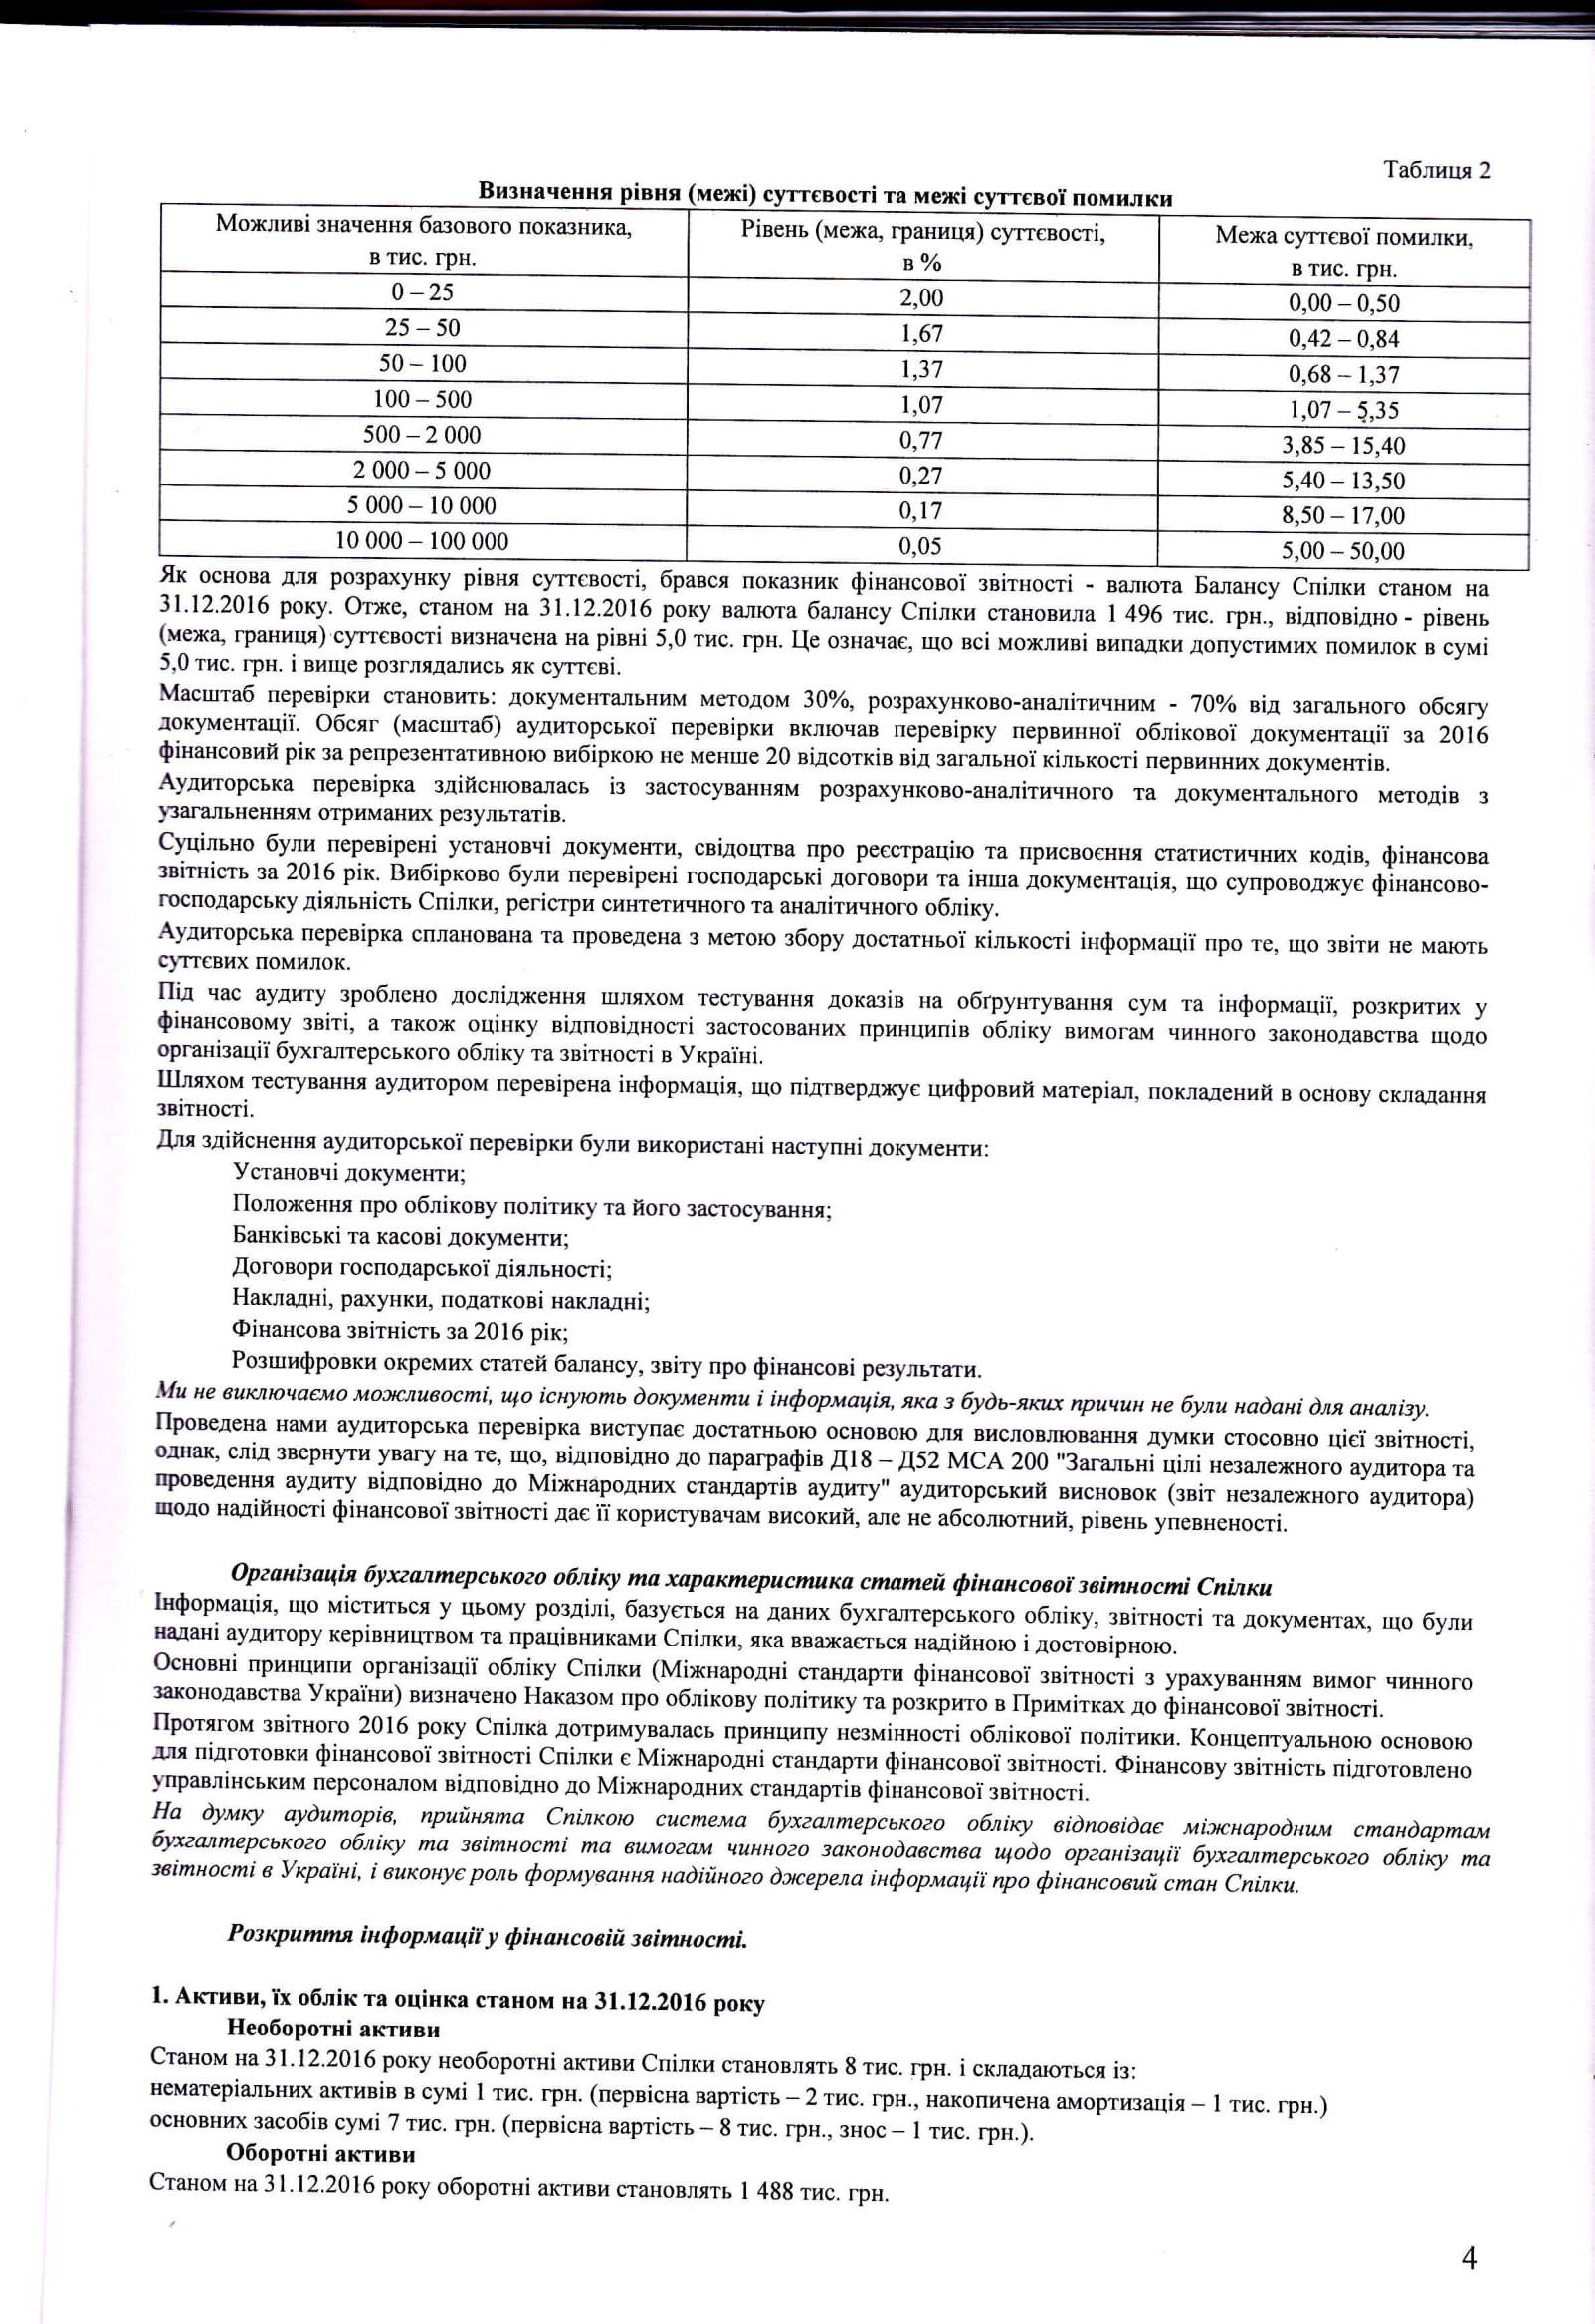 Таблиця 2
Визначення рівня (межі) суттєвості та межі суттєвої помилки
Можливі значення базового показника, в тис. грн. Рівень (межа, границя) суттєвості, в % Межа суттєвої помилки, в тис. грн.
0 – 25 2,00 0,00 – 0,50
25 – 50 1,67 0,42 – 0,84
50 – 100 1,37 0,68 – 1,37
100 – 500 1,07 1,07 – 5,35
500 – 2 000 0,77 3,85 – 15,40
2 000 – 5 000 0,27 5,40 – 13,50
5 000 – 10 000 0,17 8,50 – 17,00
10 000 – 100 000 0,05 5,00 – 50,00
Як основа для розрахунку рівня суттєвості, брався показник фінансової звітності - валюта Балансу Спілки станом на
31.12.2016 року. Отже, станом на 31.12.2016 року валюта балансу Спілки становила 1 496 тис. грн., відповідно - рівень
(межа, границя) суттєвості визначена на рівні 5,0 тис. грн. Це означає, що всі можливі випадки допустимих помилок в сумі
5,0 тис. грн. і вище розглядались як суттєві.
Масштаб перевірки становить: документальним методом 30%, розрахунково-аналітичним - 70% від загального обсягу
документації. Обсяг (масштаб) аудиторської перевірки включав перевірку первинної облікової документації за 2016
фінансовий рік за репрезентативною вибіркою не менше 20 відсотків від загальної кількості первинних документів.
Аудиторська перевірка здійснювалась із застосуванням розрахунково-аналітичного та документального методів з
узагальненням отриманих результатів.
Суцільно були перевірені установчі документи, свідоцтва про реєстрацію та присвоєння статистичних кодів, фінансова
звітність за 2016 рік. Вибірково були перевірені господарські договори та інша документація, що супроводжує фінансово-
господарську діяльність Спілки, регістри синтетичного та аналітичного обліку.
Аудиторська перевірка спланована та проведена з метою збору достатньої кількості інформації про те, що звіти не мають
суттєвих помилок.
Під час аудиту зроблено дослідження шляхом тестування доказів на обґрунтування сум та інформації, розкритих у
фінансовому звіті, а також оцінку відповідності застосованих принципів обліку вимогам чинного законодавства щодо
організації бухгалтерського обліку та звітності в Україні.
Шляхом тестування аудитором перевірена інформація, що підтверджує цифровий матеріал, покладений в основу складання
звітності.
Для здійснення аудиторської перевірки були використані наступні документи:
Установчі документи;
Положення про облікову політику та його застосування;
Банківські та касові документи;
Договори господарської діяльності;
Накладні, рахунки, податкові накладні;
Фінансова звітність за 2016 рік;
Розшифровки окремих статей балансу, звіту про фінансові результати.
Ми не виключаємо можливості, що існують документи і інформація, яка з будь-яких причин не були надані для аналізу.
Проведена нами аудиторська перевірка виступає достатньою основою для висловлювання думки стосовно цієї звітності,
однак, слід звернути увагу на те, що, відповідно до параграфів Д18 – Д52 МСА 200 "Загальні цілі незалежного аудитора та
проведення аудиту відповідно до Міжнародних стандартів аудиту" аудиторський висновок (звіт незалежного аудитора)
щодо надійності фінансової звітності дає її користувачам високий, але не абсолютний, рівень упевненості.
Організація бухгалтерського обліку та характеристика статей фінансової звітності Спілки
Інформація, що міститься у цьому розділі, базується на даних бухгалтерського обліку, звітності та документах, що були
надані аудитору керівництвом та працівниками Спілки, яка вважається надійною і достовірною.
Основні принципи організації обліку Спілки (Міжнародні стандарти фінансової звітності з урахуванням вимог чинного
законодавства України) визначено Наказом про облікову політику та розкрито в Примітках до фінансової звітності.
Протягом звітного 2016 року Спілка дотримувалась принципу незмінності облікової політики. Концептуальною основою
для підготовки фінансової звітності Спілки є Міжнародні стандарти фінансової звітності. Фінансову звітність підготовлено
управлінським персоналом відповідно до Міжнародних стандартів фінансової звітності.
На думку аудиторів, прийнята Спілкою система бухгалтерського обліку відповідає міжнародним стандартам
бухгалтерського обліку та звітності та вимогам чинного законодавства щодо організації бухгалтерського обліку та
звітності в Україні, і виконує роль формування надійного джерела інформації про фінансовий стан Спілки.
Розкриття інформації у фінансовій звітності.
1. Активи, їх облік та оцінка станом на 31.12.2016 року
Необоротні активи
Станом на 31.12.2016 року необоротні активи Спілки становлять 8 тис. грн. і складаються із:
нематеріальних активів в сумі 1 тис. грн. (первісна вартість – 2 тис. грн., накопичена амортизація – 1 тис. грн.)
основних засобів сумі 7 тис. грн. (первісна вартість – 8 тис. грн., знос – 1 тис. грн.).
Оборотні активи
Станом на 31.12.2016 року оборотні активи становлять 1 488 тис. грн.
4